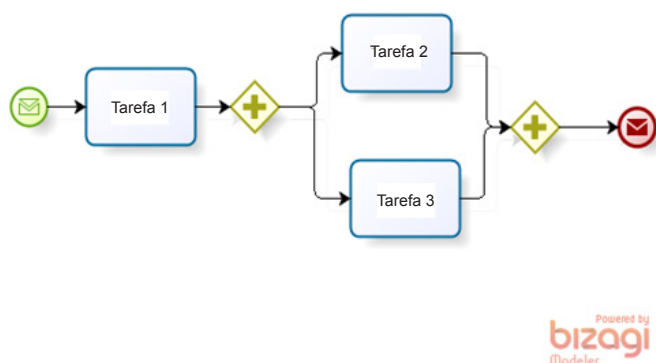 Tarefa 1
Tarefa 2
Tarefa 3
Powered by
bizagi
Modeler